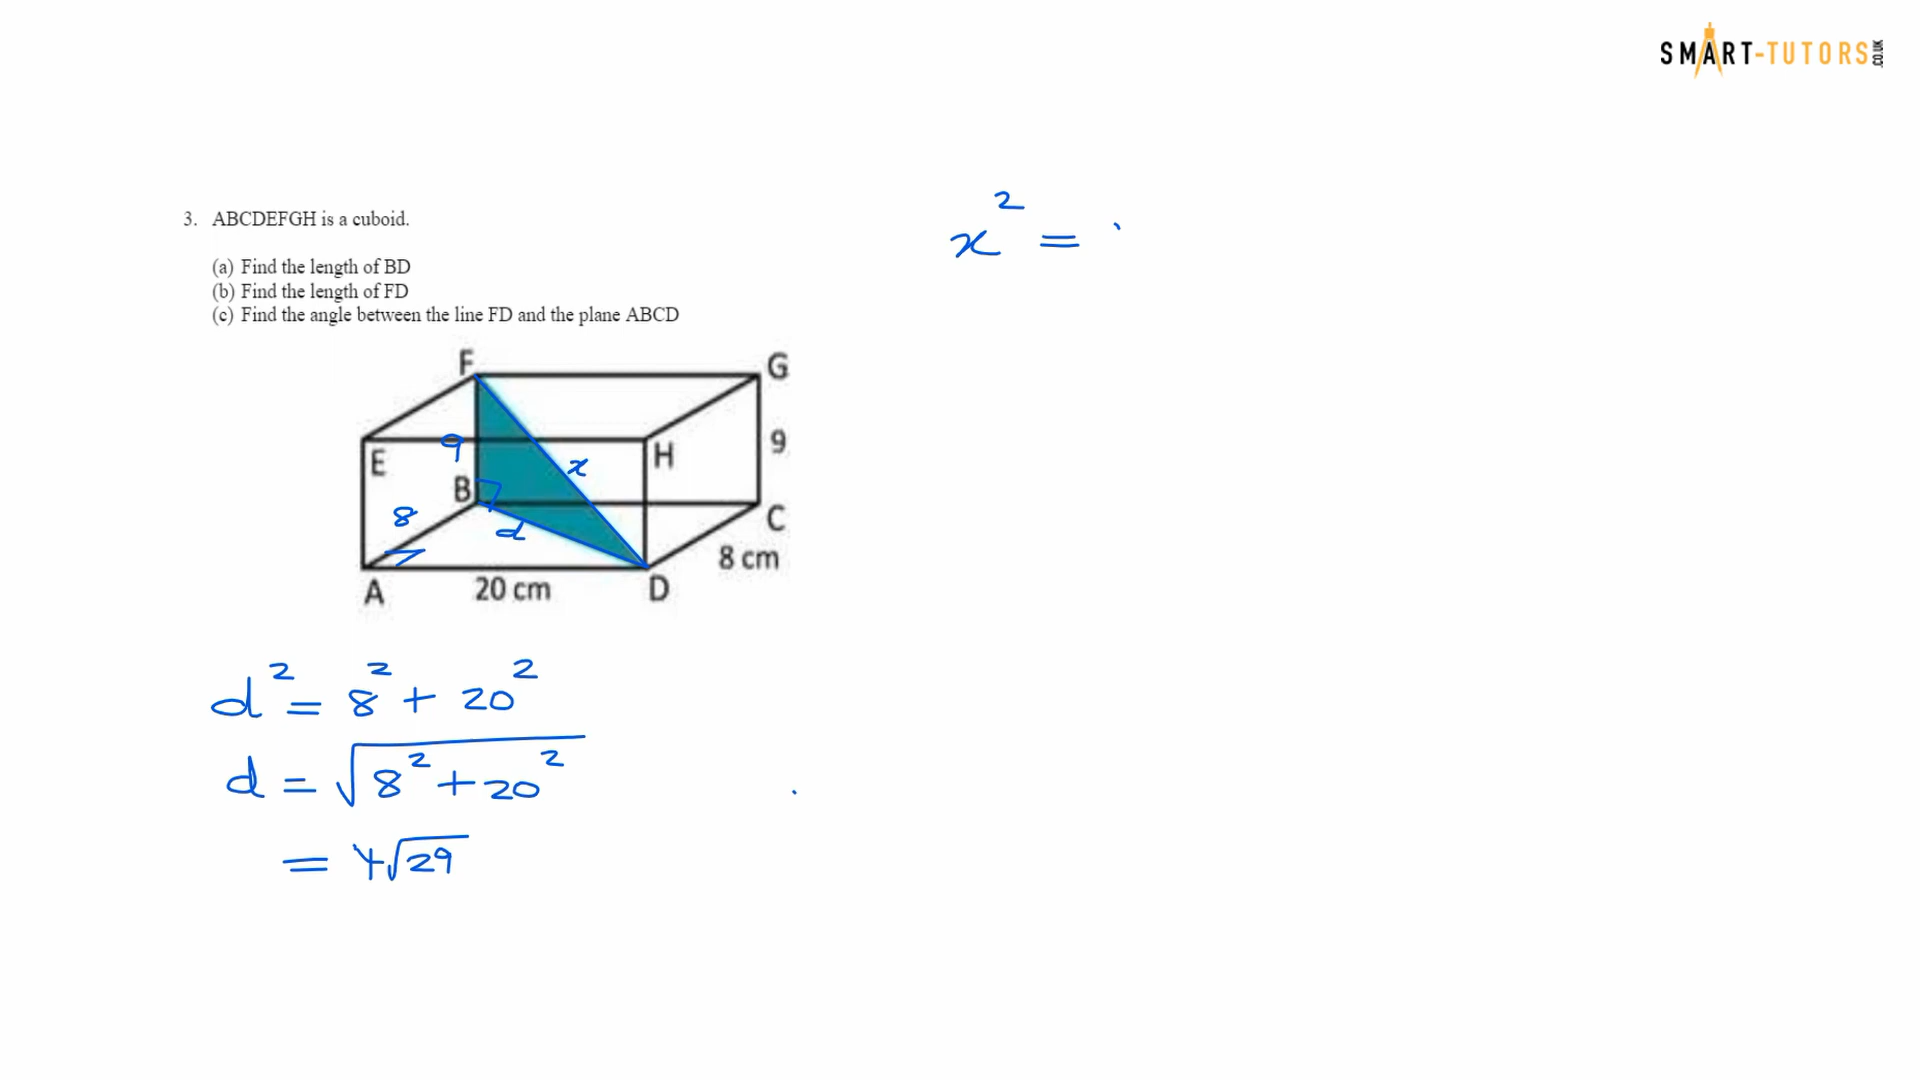 SMART-TUTORS.CO.UK
3. ABCDEFGH is a cuboid.
(a) Find the length of BD
(b) Find the length of FD
(c) Find the angle between the line FD and the plane ABCD
x² =
F
G
E
9
x
H
9
B
8
d
C
8 cm
A
20 cm
D
d² = 8² + 20²
d = √(8² + 20²)
= 4√29